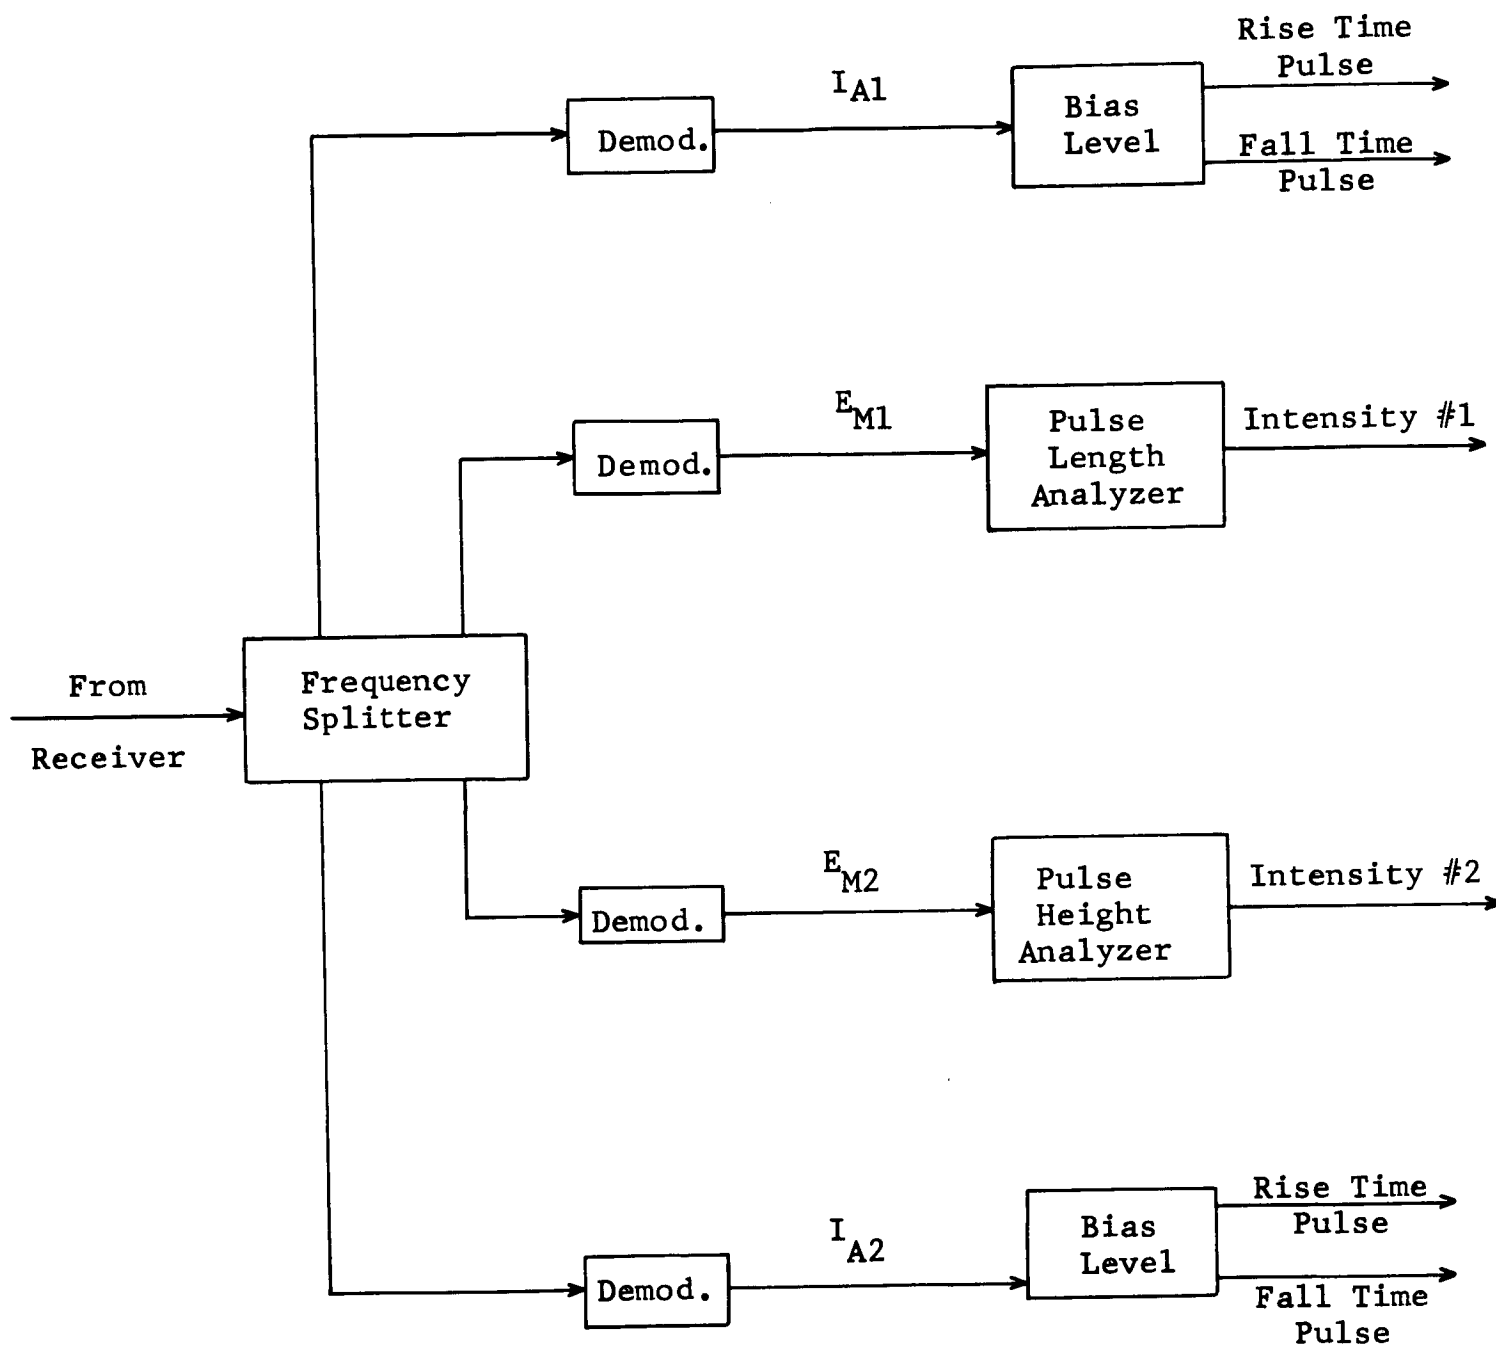 Rise Time
Pulse
I_A1
Demod.
Bias
Level
Fall Time
Pulse
E_M1
Demod.
Pulse
Length
Analyzer
Intensity #1
From
Receiver
Frequency
Splitter
E_M2
Demod.
Pulse
Height
Analyzer
Intensity #2
I_A2
Demod.
Bias
Level
Rise Time
Pulse
Fall Time
Pulse